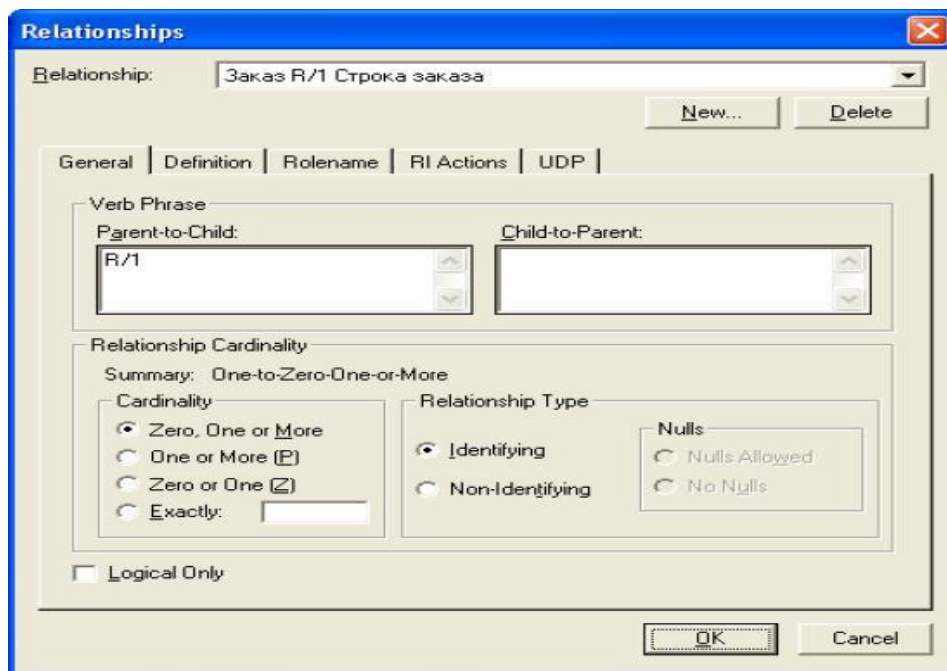 Relationships
Relationship: Заказ R/1 Строка заказа
New... Delete
General Definition Rolename RI Actions UDP
Verb Phrase
Parent-to-Child: Child-to-Parent:
R/1
Relationship Cardinality
Summary: One-to-Zero-One-or-More
Cardinality Relationship Type
Zero, One or More Identifying Nulls
One or More (P) Nulls Allowed
Zero or One (Z) Non-Identifying No Nulls
Exactly:
Logical Only
OK Cancel